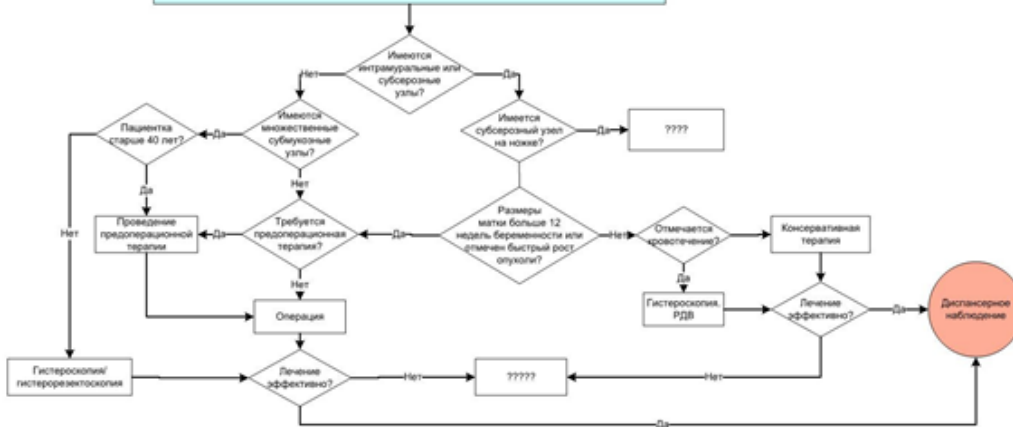 Имеются
интрамуральные или
субсерозные
узлы?
Нет
Да
Пациентка
старше 40 лет?
Да
Имеются
множественные
субмукозные
узлы?
Имеется
субсерозный узел
на ножке?
Да
????
Да
Нет
Нет
Проведение
предоперационной
терапии
Да
Требуется
предоперационная
терапия?
Да
Размеры
матки больше 12
недель беременности или
отмечен быстрый рост
опухоли?
Нет
Отмечается
кровотечение?
Консервативная
терапия
Нет
Да
Операция
Гистероскопия,
РДВ
Лечение
эффективно?
Да
Диспансерное
наблюдение
Гистероскопия/
гистерорезектоскопия
Лечение
эффективно?
Нет
?????
Нет
Да